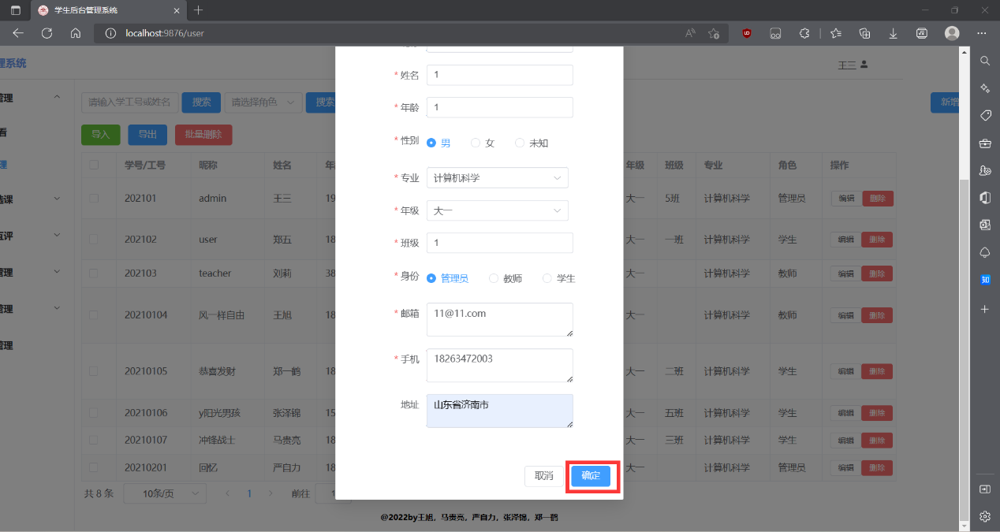 学生后台管理系统
localhost:9876/user
理系统
王三
管理
看
理
选课
互评
管理
管理
管理
请输入学工号或姓名 搜索 请选择角色 搜索 新增
导入 导出 批量删除
学号/工号 昵称 姓名 年 年级 班级 专业 角色 操作
202101 admin 王三 19 大一 5班 计算机科学 管理员 编辑 删除
202102 user 郑五 18 大一 一班 计算机科学 学生 编辑 删除
202103 teacher 刘莉 38 大一 计算机科学 教师 编辑 删除
20210104 风一样自由 王旭 18 大一 计算机科学 教师 编辑 删除
20210105 恭喜发财 郑一鹤 18 大一 二班 计算机科学 学生 编辑 删除
20210106 y阳光男孩 张泽锦 15 大一 五班 计算机科学 学生 编辑 删除
20210107 冲锋战士 马贵亮 18 大一 三班 计算机科学 学生 编辑 删除
20210201 回忆 严自力 18 大一 计算机科学 管理员 编辑 删除
共 8 条 10条/页 1 前往 1
* 姓名 1
* 年龄 1
* 性别 男 女 未知
* 专业 计算机科学
* 年级 大一
* 班级 1
* 身份 管理员 教师 学生
* 邮箱 11@11.com
* 手机 18263472003
地址 山东省济南市
取消 确定
@2022by王旭，马贵亮，严自力，张泽锦，郑一鹤
知